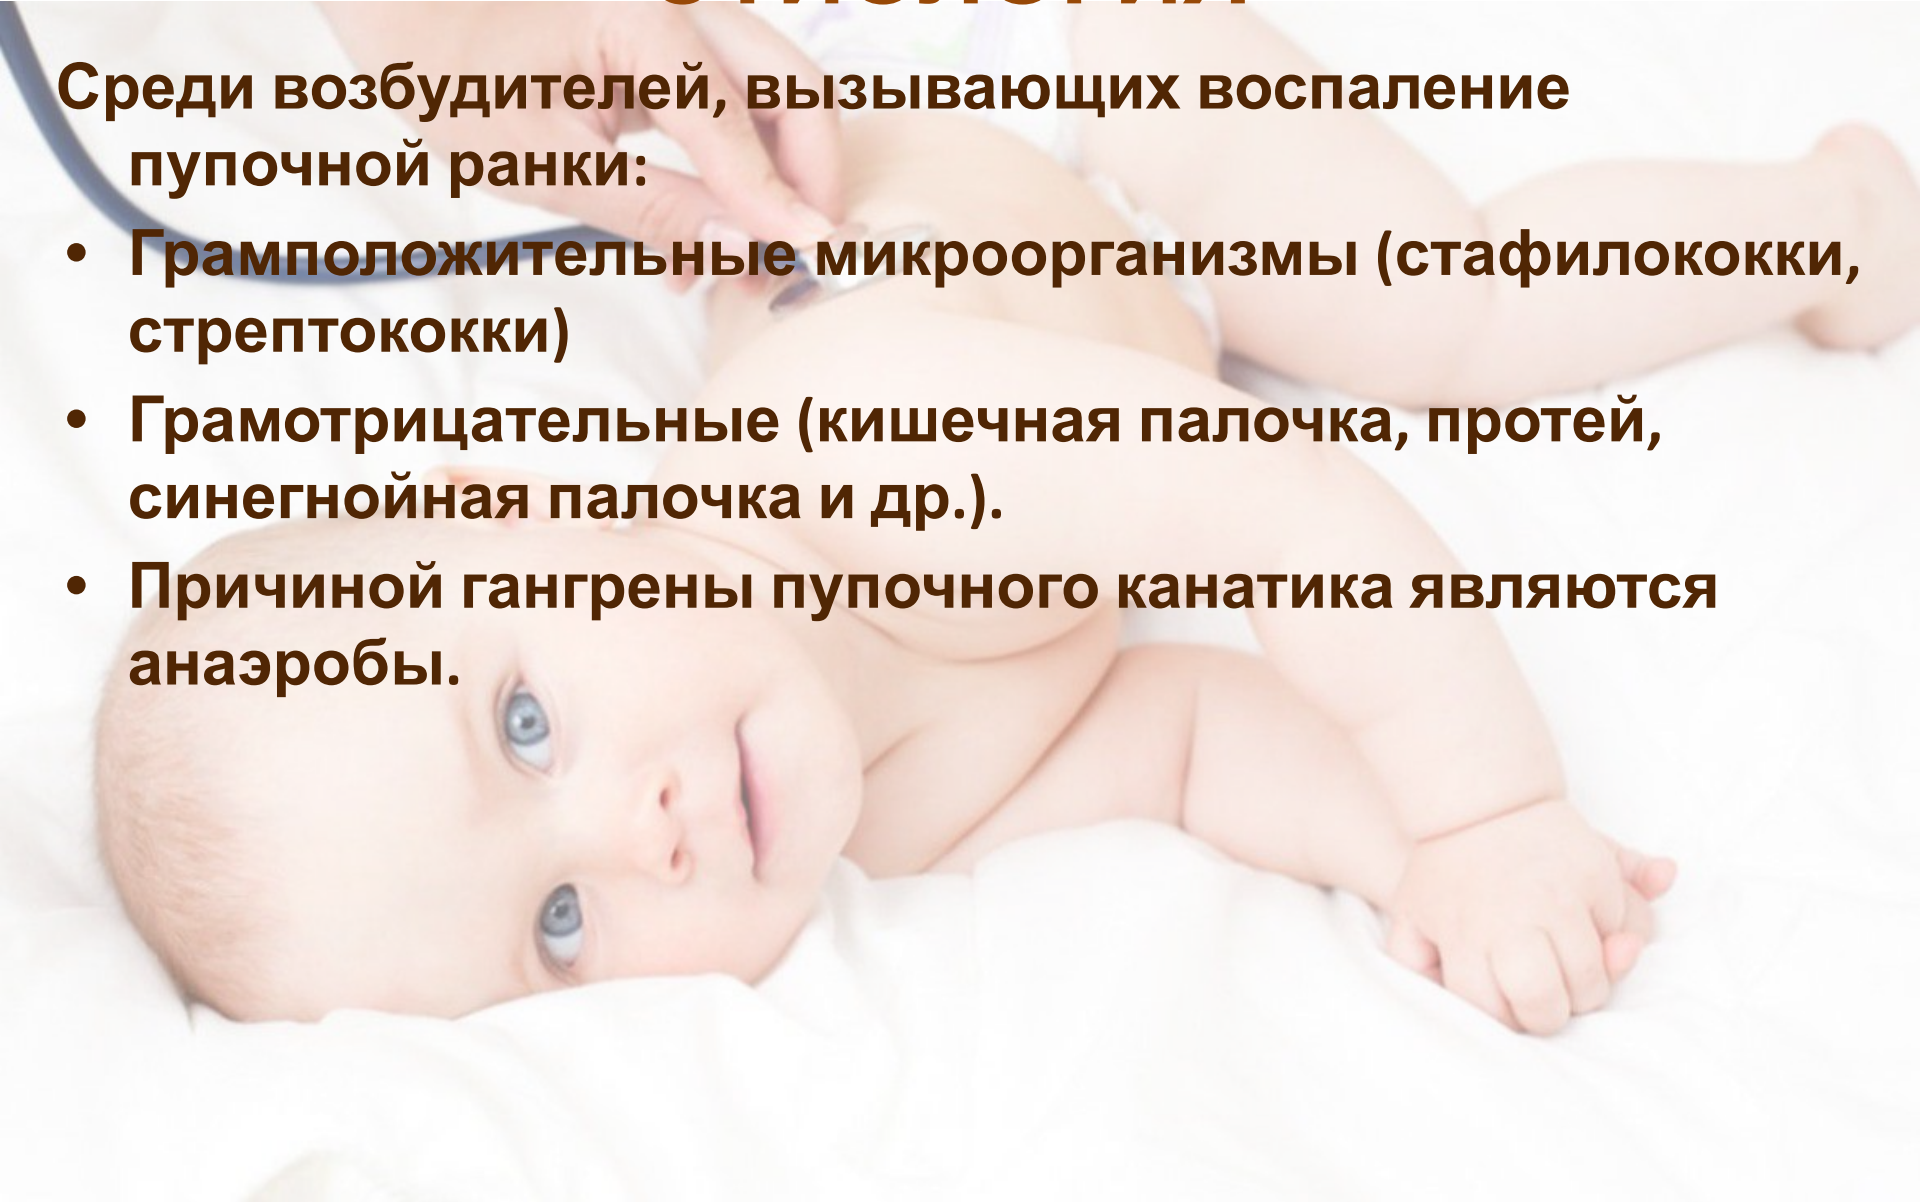 Среди возбудителей, вызывающих воспаление
пупочной ранки:
• Грамположительные микроорганизмы (стафилококки,
стрептококки)
• Грамотрицательные (кишечная палочка, протей,
синегнойная палочка и др.).
• Причиной гангрены пупочного канатика являются
анаэробы.